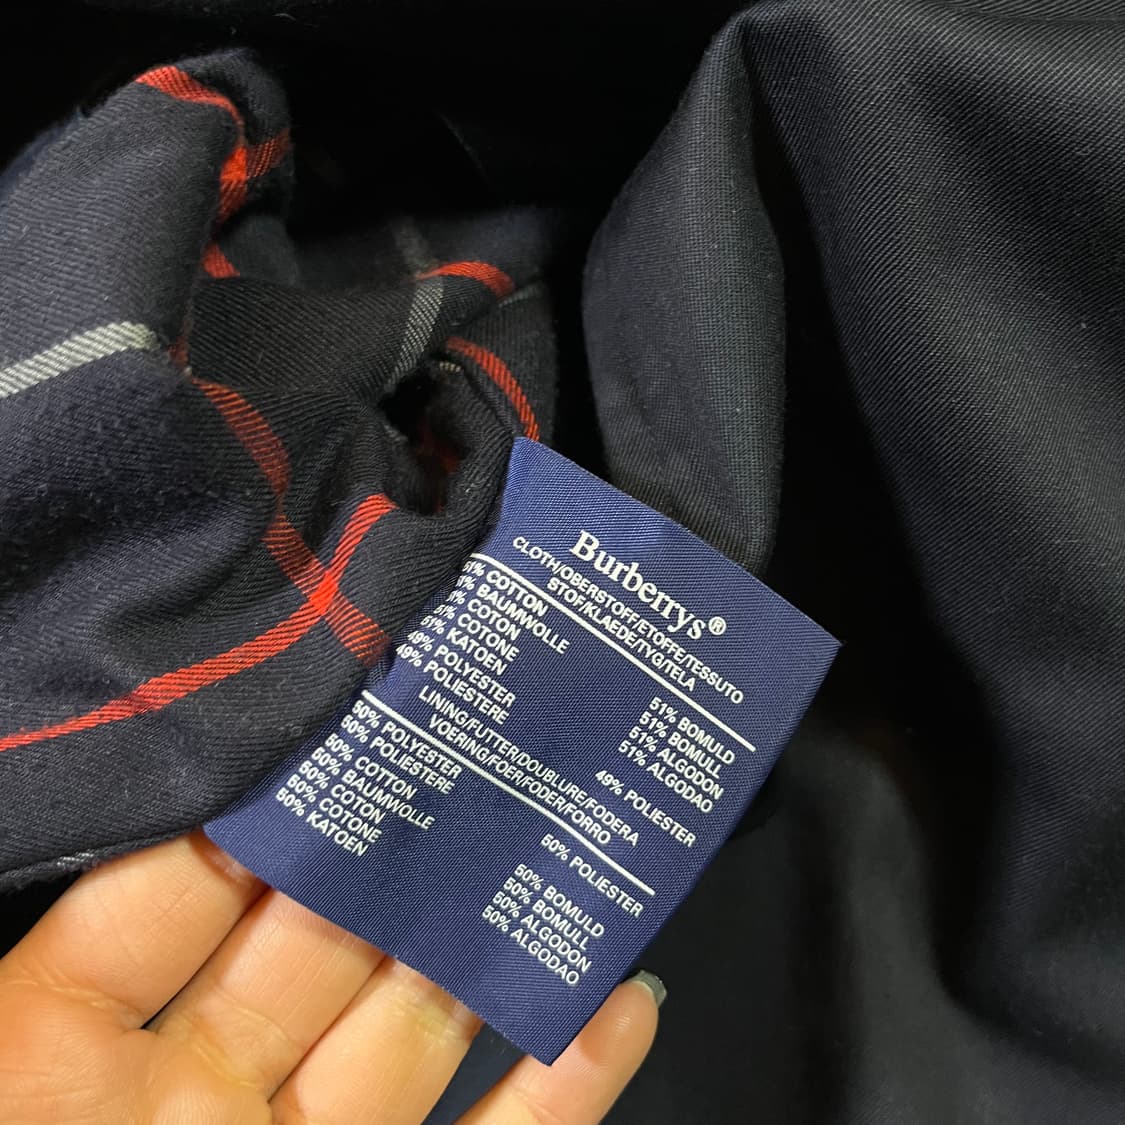 Burberrys®
CLOTH/OBERSTOFF/ETOFFE/TESSUTO
STOF/KLAEDE/TYG/TELA
51% COTTON
51% BAUMWOLLE
51% COTON
51% COTONE
51% KATOEN
49% POLYESTER
49% POLIESTERE
51% BOMULD
51% BOMULL
51% ALGODON
51% ALGODAO
49% POLIESTER
LINING/FUTTER/DOUBLURE/FODERA
VOERING/FOER/FODER/FORRO
50% POLYESTER
50% POLIESTERE
50% COTTON
50% BAUMWOLLE
50% COTON
50% COTONE
50% KATOEN
50% POLIESTER
50% BOMULD
50% BOMULL
50% ALGODON
50% ALGODAO